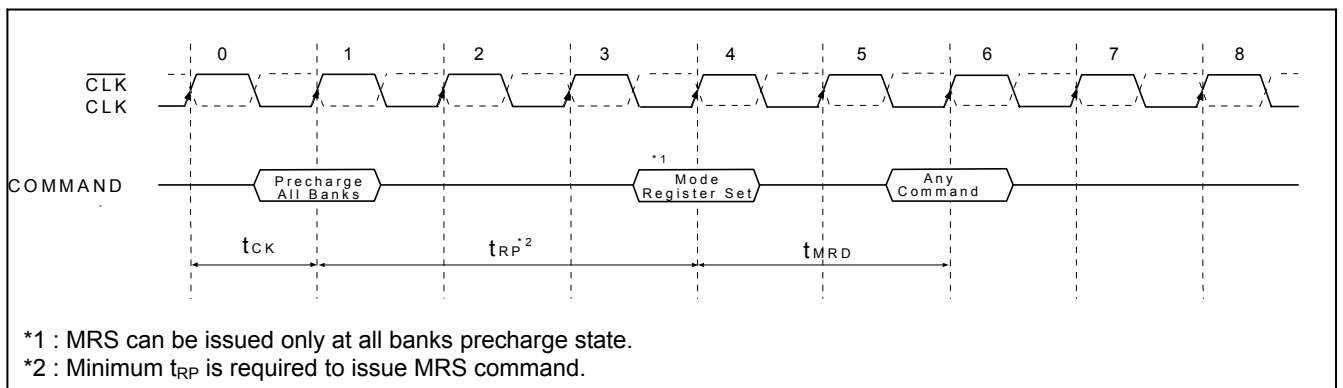 0 1 2 3 4 5 6 7 8
CLK
CLK
COMMAND
Precharge
All Banks
*1
Mode
Register Set
Any
Command
tCK
tRP*2
tMRD
*1 : MRS can be issued only at all banks precharge state.
*2 : Minimum tRP is required to issue MRS command.